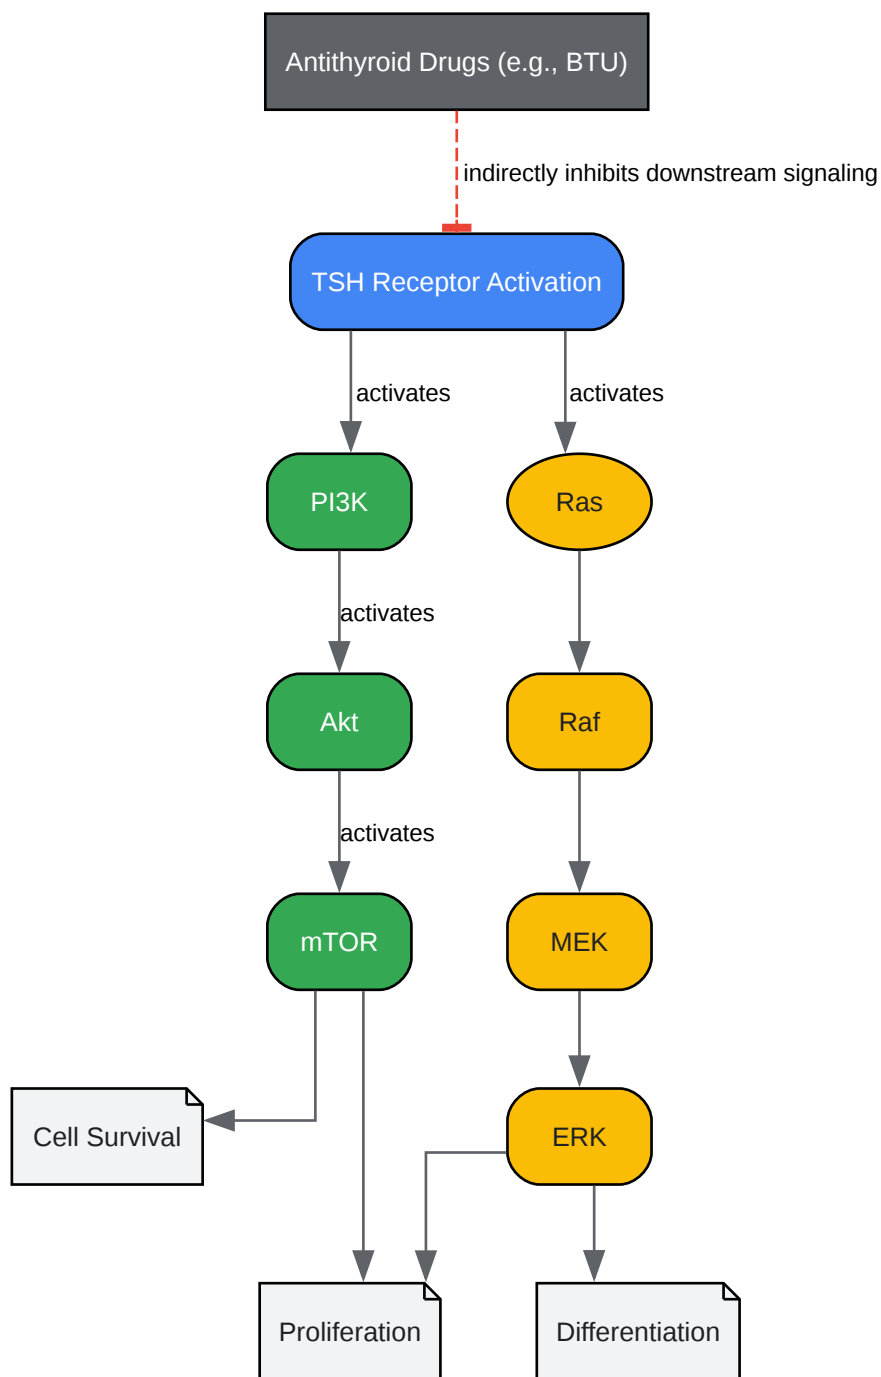 Antithyroid Drugs (e.g., BTU)
indirectly inhibits downstream signaling
TSH Receptor Activation
activates
activates
PI3K
Ras
activates
Akt
Raf
activates
mTOR
MEK
Cell Survival
ERK
Proliferation
Differentiation